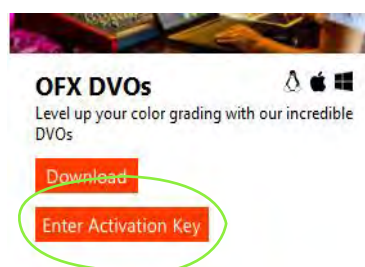 OFX DVOs
Level up your color grading with our incredible
DVOs
Download
Enter Activation Key